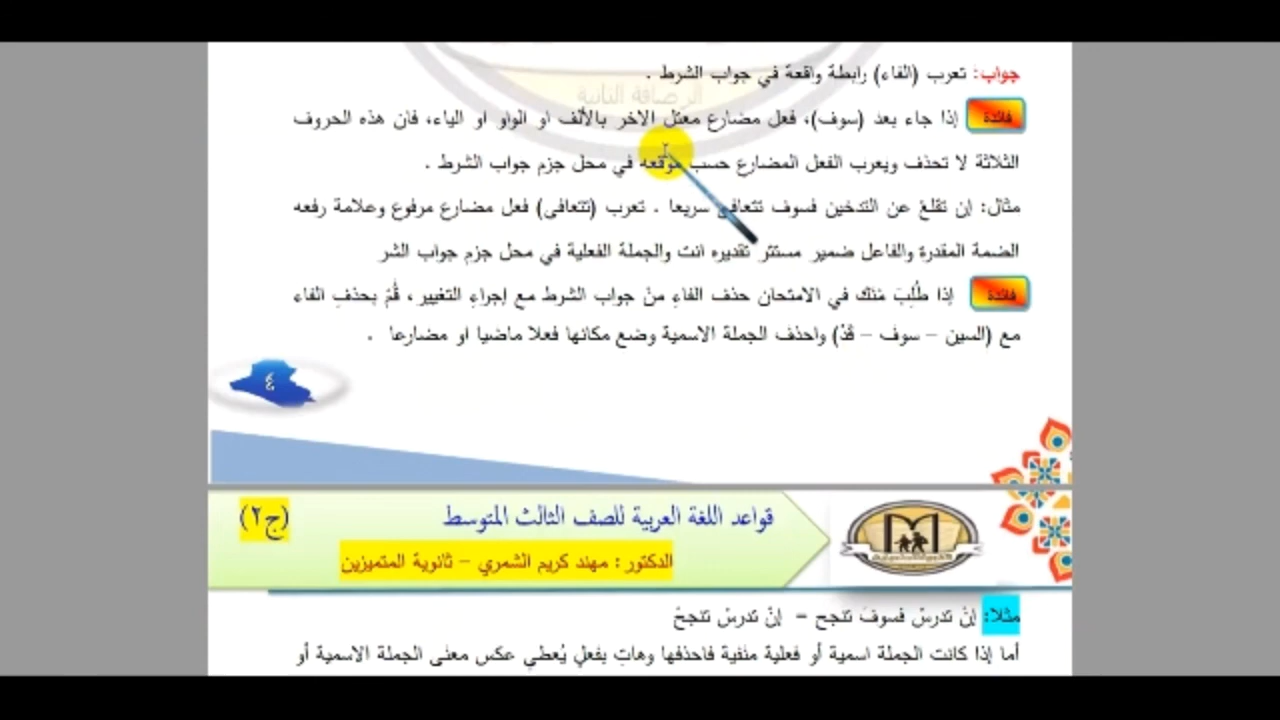 الرصافة الثانية
جواب: تعرب (الفاء) رابطة واقعة في جواب الشرط .
فائدة إذا جاء بعد (سوف)، فعل مضارع معتل الاخر بالألف او الواو او الياء، فان هذه الحروف
الثلاثة لا تحذف ويعرب الفعل المضارع حسب موقعه في محل جزم جواب الشرط .
مثال: إن تقلعْ عن التدخين فسوف تتعافى سريعا . تعرب (تتعافى) فعل مضارع مرفوع وعلامة رفعه
الضمة المقدرة والفاعل ضمير مستتر تقديره انت والجملة الفعلية في محل جزم جواب الشر
فائدة إذا طُلِبَ مَنك في الامتحان حذف الفاءِ منْ جواب الشرط مع إجراءِ التغيير، قُمْ بحذفِ الفاء
مع (السين – سوف – قَدْ) واحذف الجملة الاسمية وضع مكانها فعلا ماضيا او مضارعا .
٤
قواعد اللغة العربية للصف الثالث المتوسط
(ج٢)
الدكتور : مهند كريم الشمري – ثانوية المتميزين
مثلا: إنْ تدرسْ فسوفَ تنجح = إنْ تدرسْ تنجحْ
أما إذا كانت الجملة اسمية أو فعلية منفية فاحذفها وهاتِ بفعلٍ يُعطي عكس معنى الجملة الاسمية أو